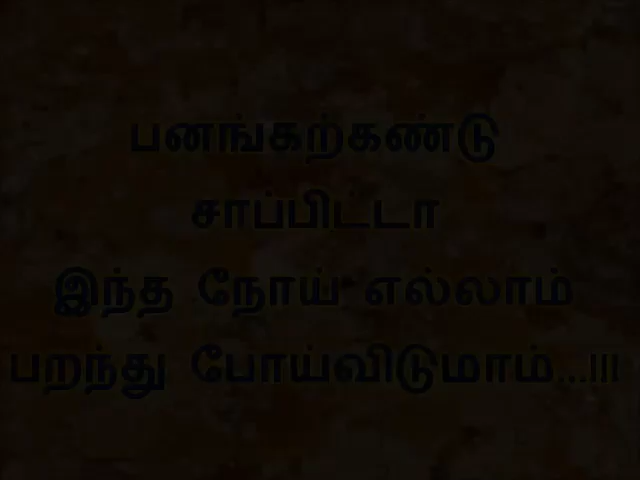 பனங்கற்கண்டு
சாப்பிட்டா
இந்த நோய் எல்லாம்
பறந்து போய்விடுமாம்...!!!